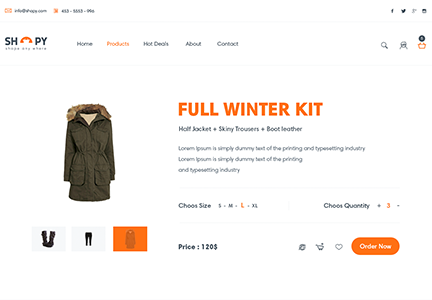 info@shopy.com 453 - 5553 - 096
SHOPY
shope any where
Home Products Hot Deals About Contact
0
FULL WINTER KIT
Half Jacket + Skiny Trousers + Boot leather
Lorem Ipsum is simply dummy text of the printing and typesetting industry
Lorem Ipsum is simply dummy text of the printing
and typesetting industry
Choos Size S - M - L - XL Choos Quantity + 3 -
Price : 120$ Order Now